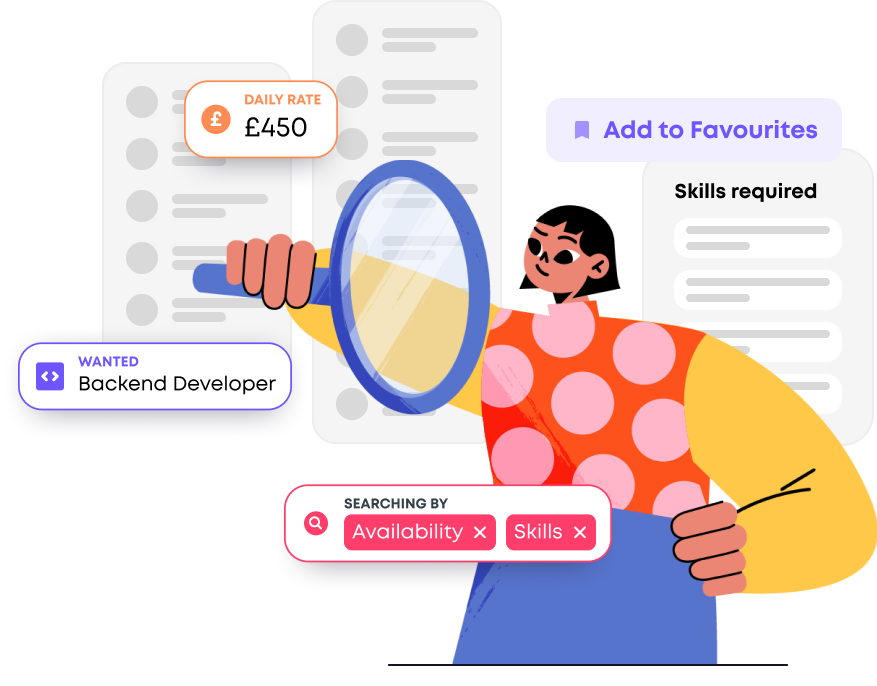 DAILY RATE
£
£450
Add to Favourites
Skills required
WANTED
Backend Developer
SEARCHING BY
Availability ×
Skills ×